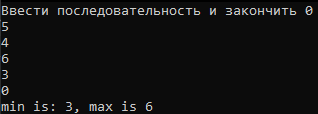 Ввести последовательность и закончить 0
5
4
6
3
0
min is: 3, max is 6